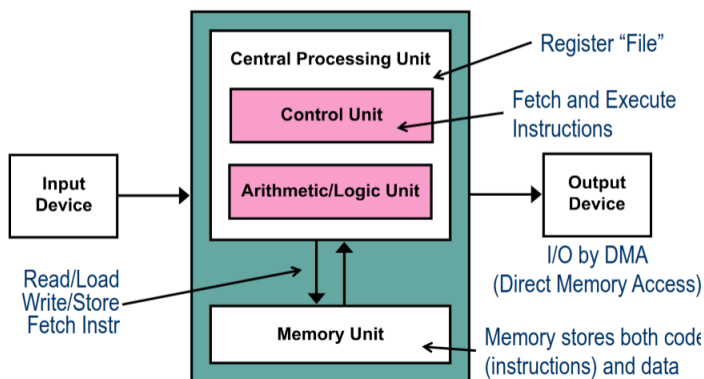 Central Processing Unit
Register “File”
Control Unit
Fetch and Execute
Instructions
Input
Device
Arithmetic/Logic Unit
Output
Device
I/O by DMA
(Direct Memory Access)
Read/Load
Write/Store
Fetch Instr
Memory Unit
Memory stores both code
(instructions) and data